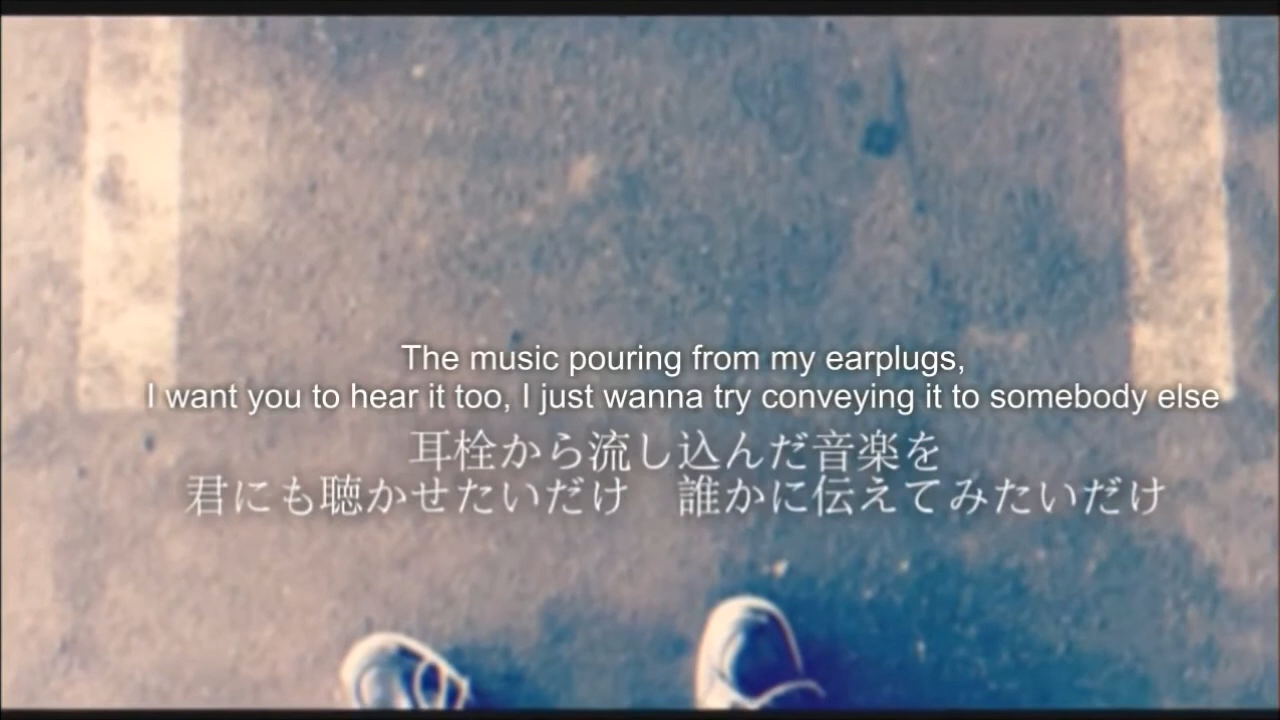 The music pouring from my earplugs,
I want you to hear it too, I just wanna try conveying it to somebody else
耳栓から流し込んだ音楽を
君にも聴かせたいだけ　誰かに伝えてみたいだけ